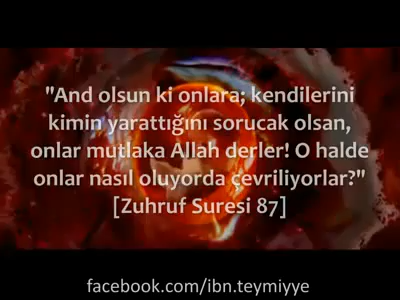 "And olsun ki onlara; kendilerini
kimin yarattığını sorucak olsan,
onlar mutlaka Allah derler! O halde
onlar nasıl oluyorda çevriliyorlar?"
[Zuhruf Suresi 87]
facebook.com/ibn.teymiyye